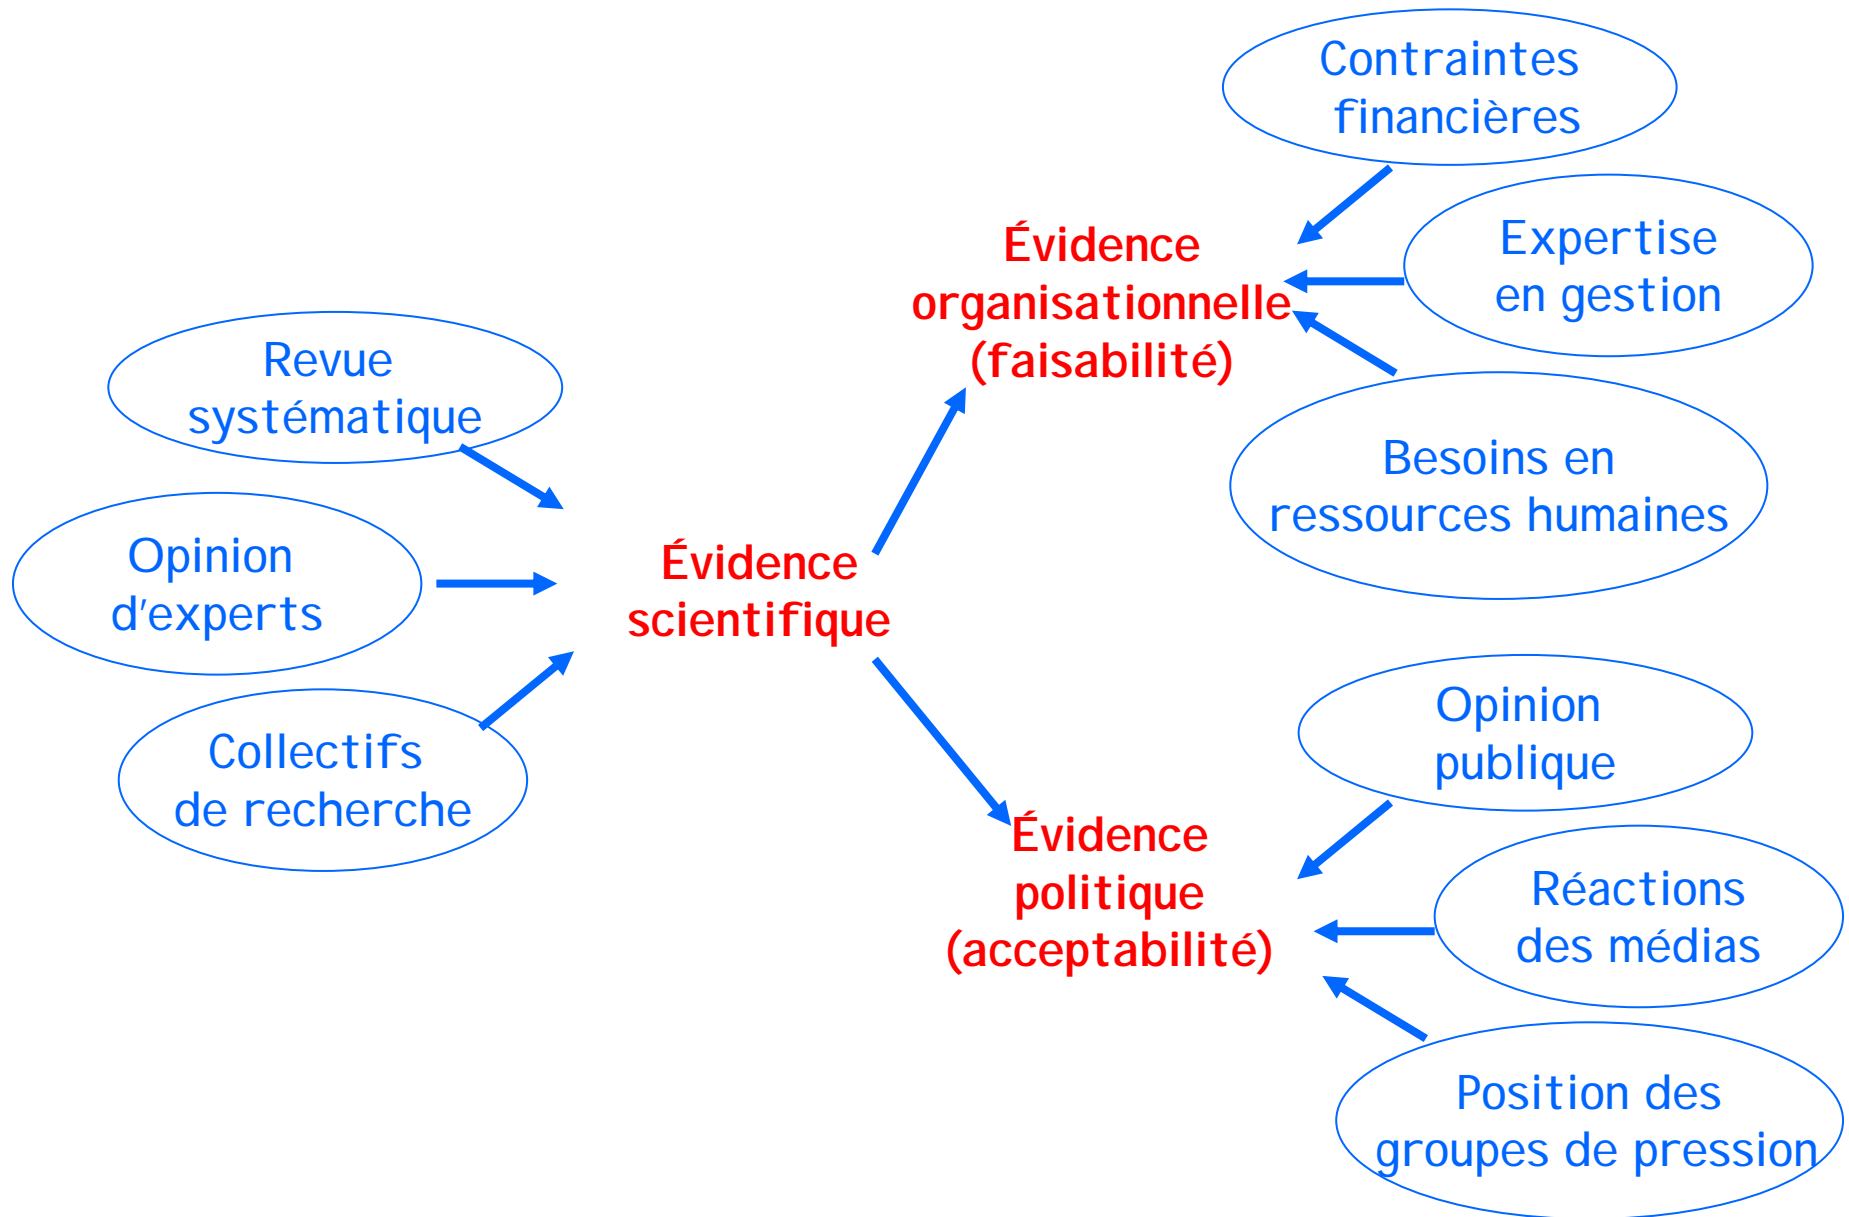 Contraintes
financières
Expertise
en gestion
Évidence
organisationnelle
(faisabilité)
Besoins en
ressources humaines
Revue
systématique
Opinion
d'experts
Collectifs
de recherche
Évidence
scientifique
Opinion
publique
Évidence
politique
(acceptabilité)
Réactions
des médias
Position des
groupes de pression